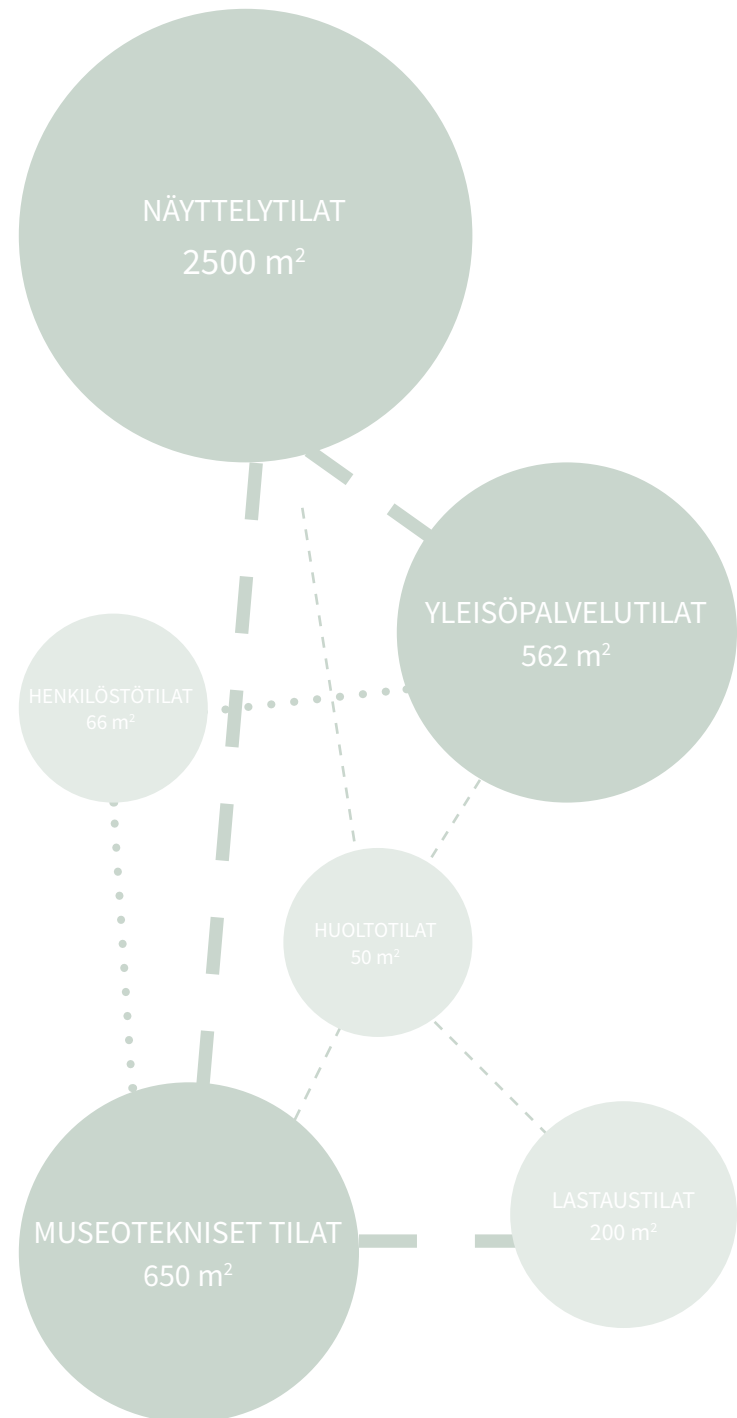 NÄYTTELYTILAT
2500 m²
YLEISÖPALVELUTILAT
562 m²
HENKILÖSTÖTILAT
66 m²
HUOLTOTILAT
50 m²
LASTAUSTILAT
200 m²
MUSEOTEKNISET TILAT
650 m²